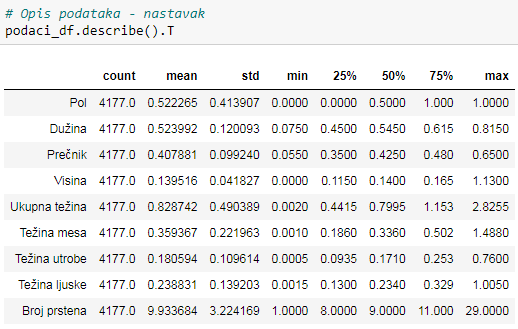 # Opis podataka - nastavak
podaci_df.describe().T
count mean std min 25% 50% 75% max
Pol 4177.0 0.522265 0.413907 0.0000 0.0000 0.5000 1.000 1.0000
Dužina 4177.0 0.523992 0.120093 0.0750 0.4500 0.5450 0.615 0.8150
Prečnik 4177.0 0.407881 0.099240 0.0550 0.3500 0.4250 0.480 0.6500
Visina 4177.0 0.139516 0.041827 0.0000 0.1150 0.1400 0.165 1.1300
Ukupna težina 4177.0 0.828742 0.490389 0.0020 0.4415 0.7995 1.153 2.8255
Težina mesa 4177.0 0.359367 0.221963 0.0010 0.1860 0.3360 0.502 1.4880
Težina utrobe 4177.0 0.180594 0.109614 0.0005 0.0935 0.1710 0.253 0.7600
Težina ljuske 4177.0 0.238831 0.139203 0.0015 0.1300 0.2340 0.329 1.0050
Broj prstena 4177.0 9.933684 3.224169 1.0000 8.0000 9.0000 11.000 29.0000